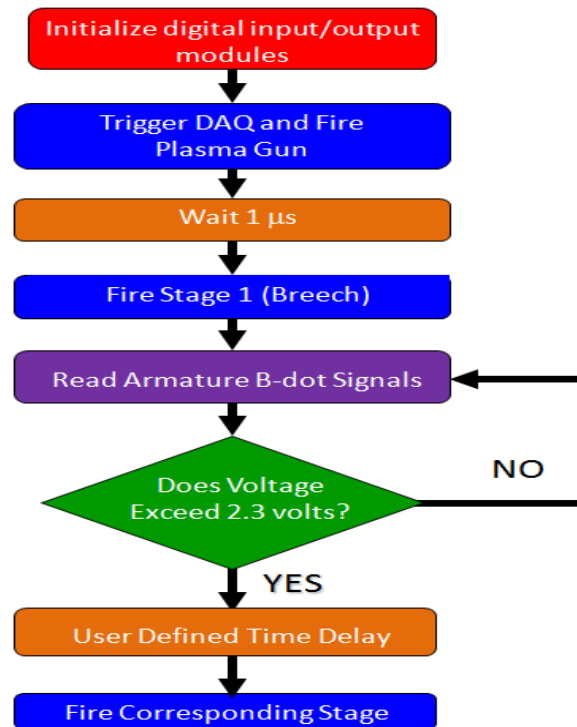 Initialize digital input/output
modules
Trigger DAQ and Fire
Plasma Gun
Wait 1 μs
Fire Stage 1 (Breech)
Read Armature B-dot Signals
Does Voltage
Exceed 2.3 volts?
NO
YES
User Defined Time Delay
Fire Corresponding Stage